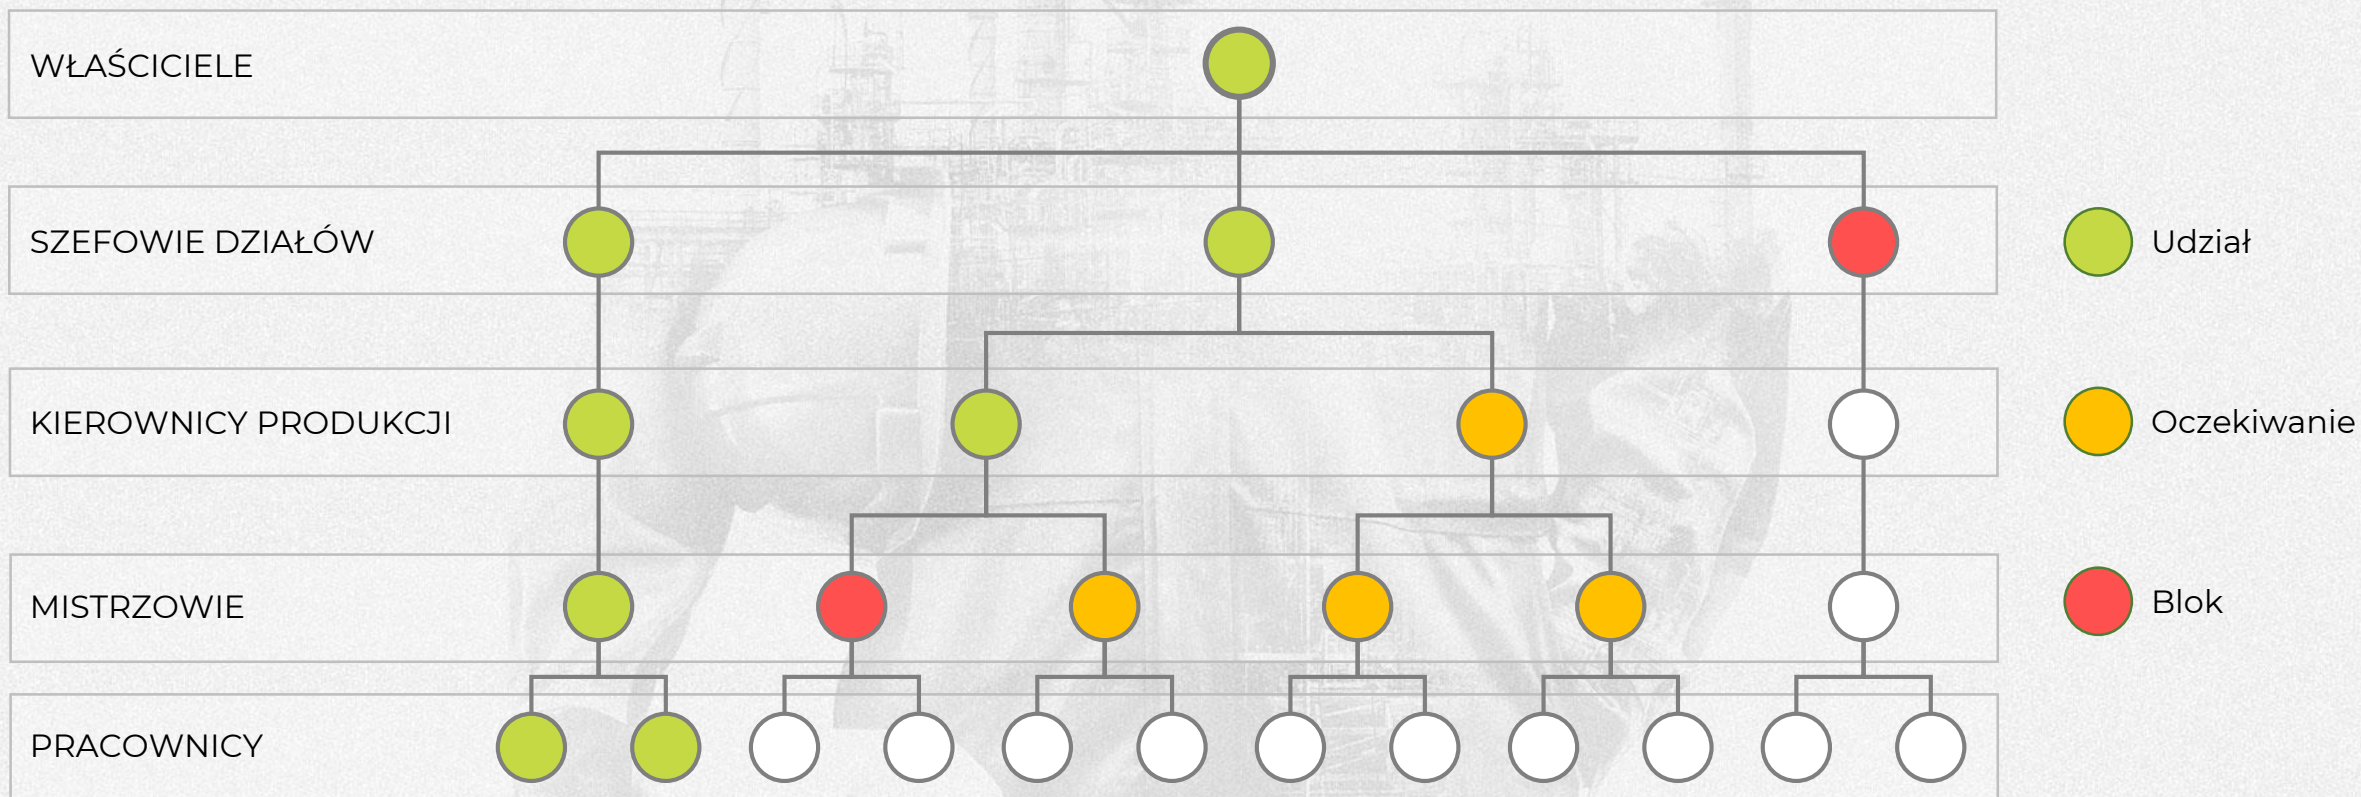 WŁAŚCICIELE
SZEFOWIE DZIAŁÓW
Udział
KIEROWNICY PRODUKCJI
Oczekiwanie
MISTRZOWIE
Blok
PRACOWNICY